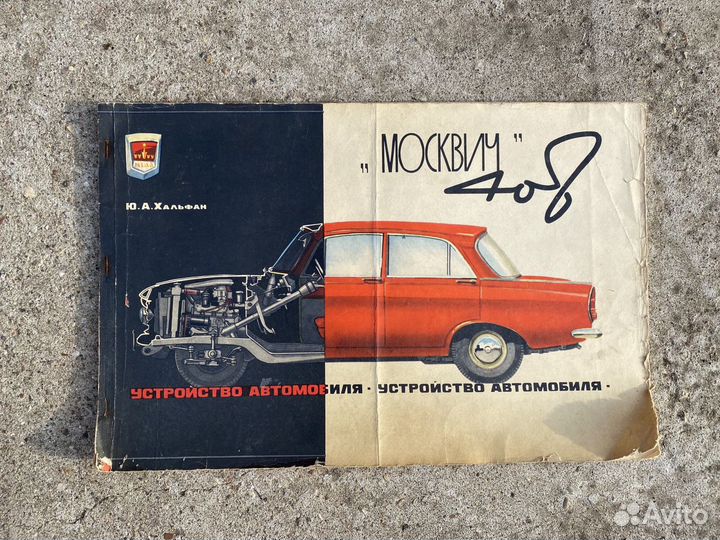 „МОСКВИЧ"
408
Ю.А.Хальфан
УСТРОЙСТВО АВТОМОБИЛЯ · УСТРОЙСТВО АВТОМОБИЛЯ ·
Avito